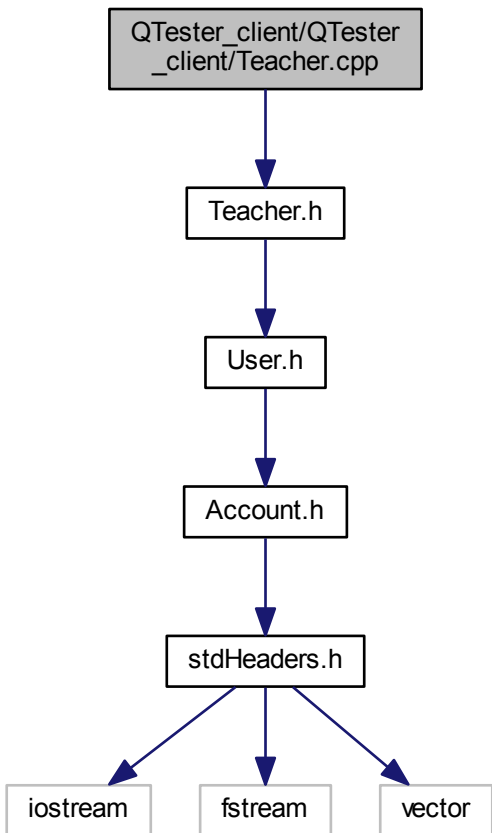 QTester_client/QTester
_client/Teacher.cpp
Teacher.h
User.h
Account.h
stdHeaders.h
iostream
fstream
vector